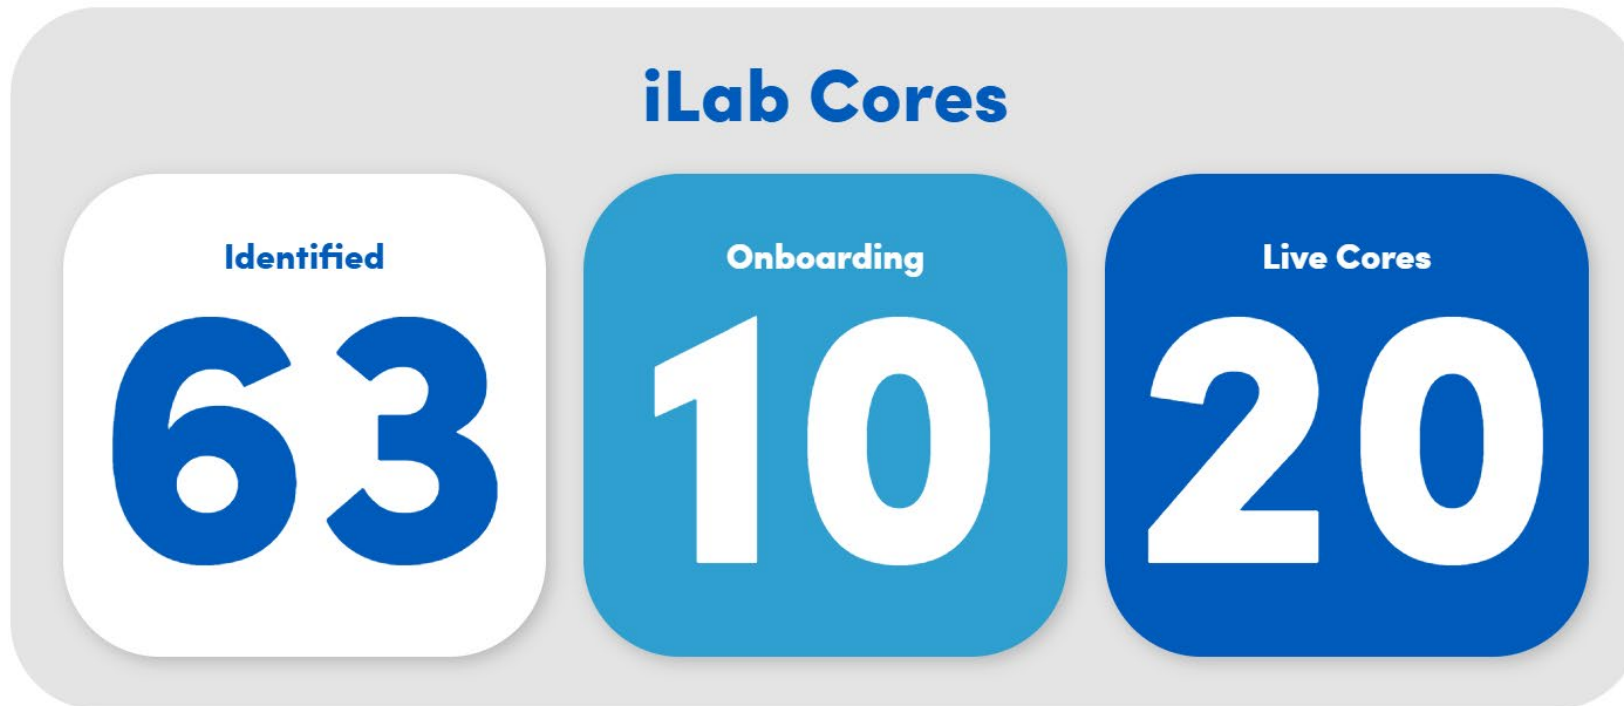 iLab Cores
Identified
63
Onboarding
10
Live Cores
20